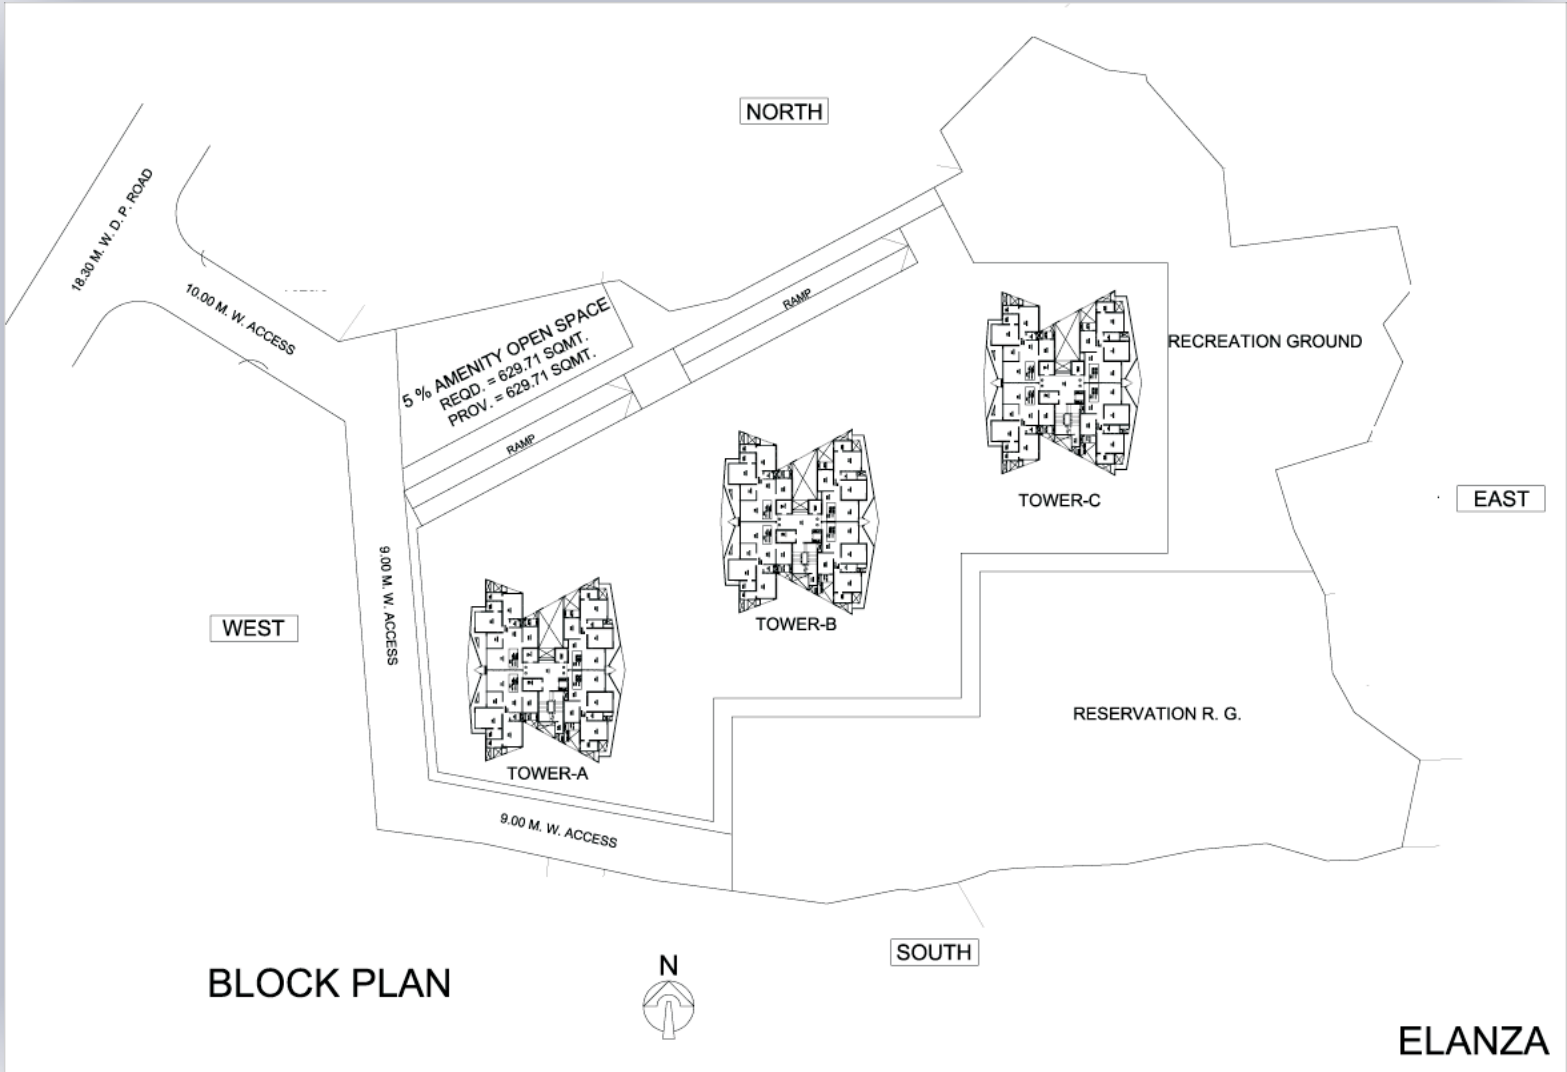 NORTH
18.30 M. W. D. P. ROAD
10.00 M. W. ACCESS
5 % AMENITY OPEN SPACE
REQD. = 629.71 SQMT.
PROV. = 629.71 SQMT.
RAMP
RAMP
RECREATION GROUND
TOWER-C
EAST
9.00 M. W. ACCESS
WEST
TOWER-B
RESERVATION R. G.
TOWER-A
9.00 M. W. ACCESS
SOUTH
BLOCK PLAN
N
ELANZA